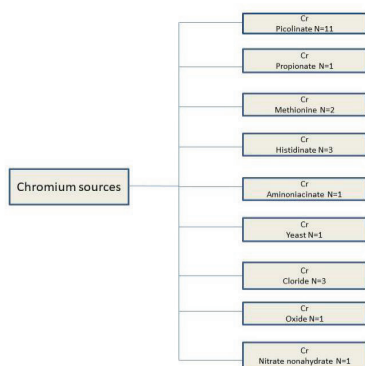 Cr
Picolinate N=11
Cr
Propionate N=1
Cr
Methionine N=2
Cr
Histidinate N=3
Chromium sources
Cr
Aminoniacinate N=1
Cr
Yeast N=1
Cr
Cloride N=3
Cr
Oxide N=1
Cr
Nitrate nonahydrate N=1